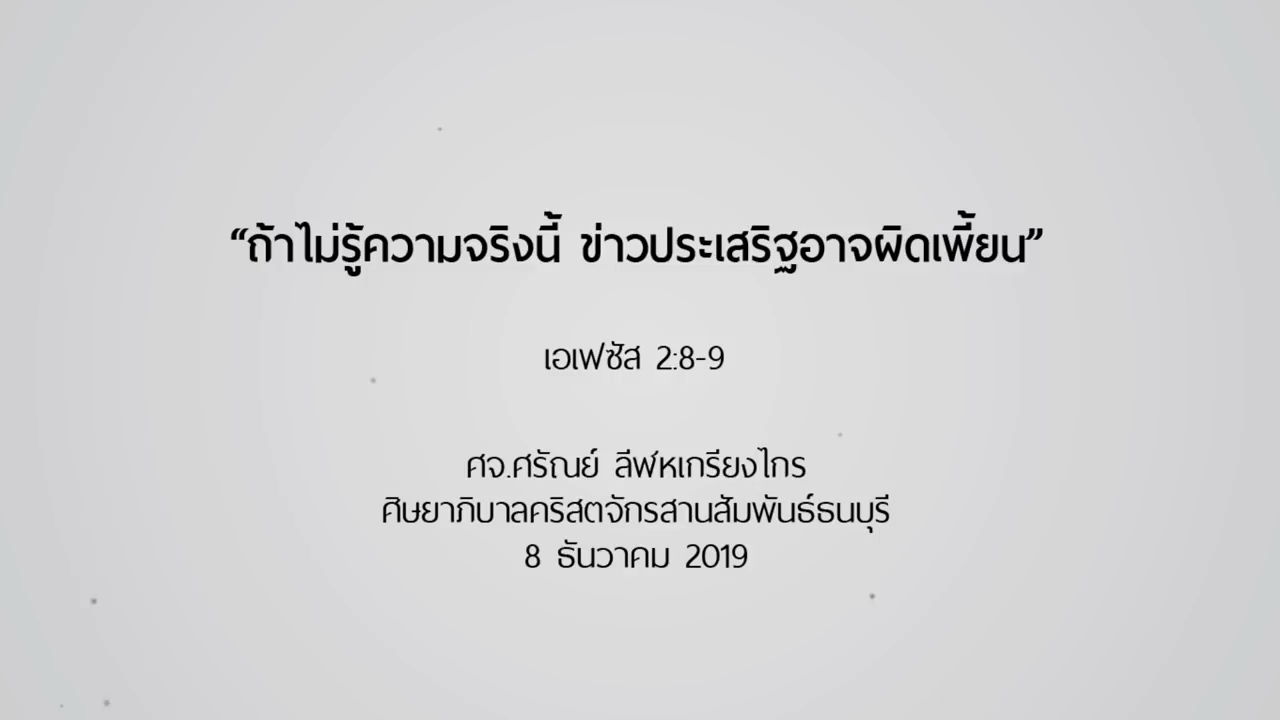 “ถ้าไม่รู้ความจริงนี้ ข่าวประเสริฐอาจผิดเพี้ยน”
เอเฟซัส 2:8-9
ศจ.ศรัณย์ ลีฬหเกรียงไกร
ศิษยาภิบาลคริสตจักรสานสัมพันธ์ธนบุรี
8 ธันวาคม 2019